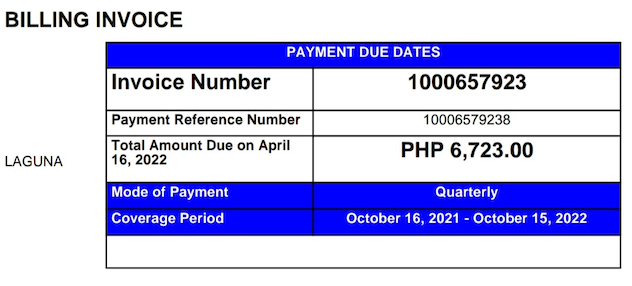 BILLING INVOICE
PAYMENT DUE DATES
Invoice Number 1000657923
Payment Reference Number 10006579238
Total Amount Due on April
16, 2022 PHP 6,723.00
LAGUNA
Mode of Payment Quarterly
Coverage Period October 16, 2021 - October 15, 2022